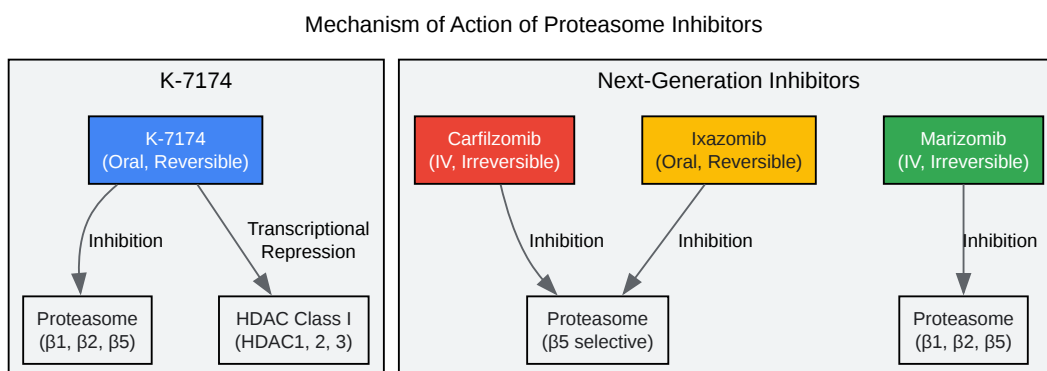 Mechanism of Action of Proteasome Inhibitors
K-7174
K-7174
(Oral, Reversible)
Inhibition
Transcriptional
Repression
Proteasome
(β1, β2, β5)
HDAC Class I
(HDAC1, 2, 3)
Next-Generation Inhibitors
Carfilzomib
(IV, Irreversible)
Ixazomib
(Oral, Reversible)
Marizomib
(IV, Irreversible)
Inhibition
Inhibition
Inhibition
Proteasome
(β5 selective)
Proteasome
(β1, β2, β5)